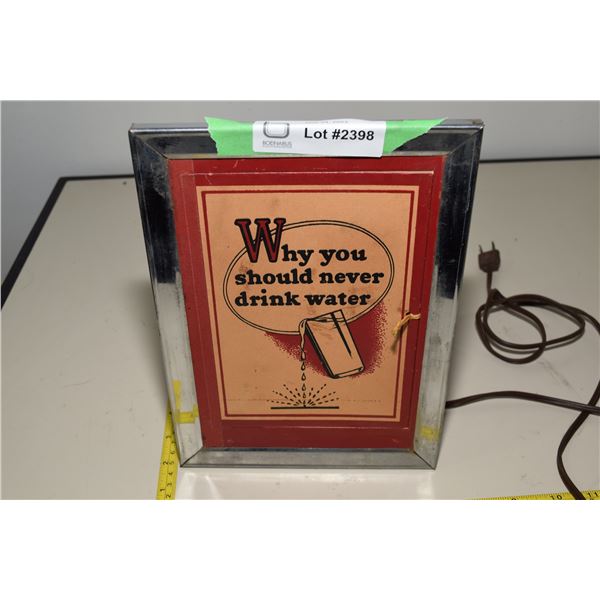 BODNARUS
Lot #2398
Why you
should never
drink water